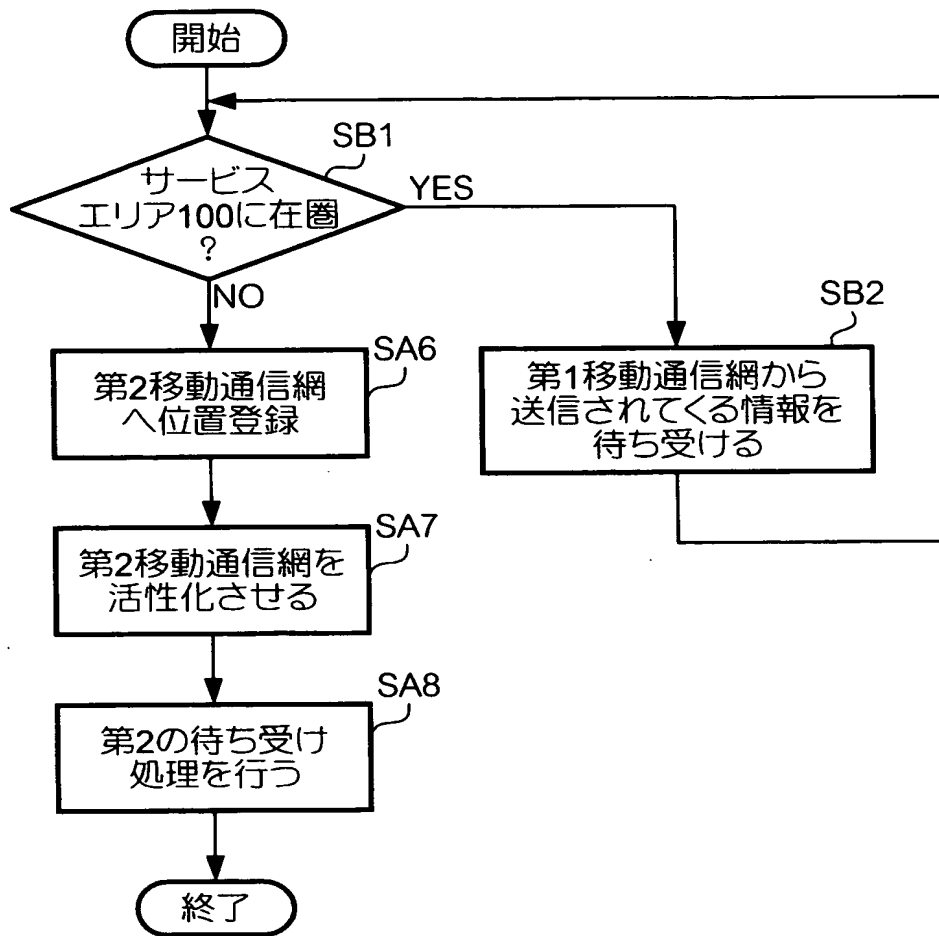 開始
SB1
サービス
エリア100に在圏
?
YES
NO
SB2
第1移動通信網から
送信されてくる情報を
待ち受ける
SA6
第2移動通信網
へ位置登録
SA7
第2移動通信網を
活性化させる
SA8
第2の待ち受け
処理を行う
終了